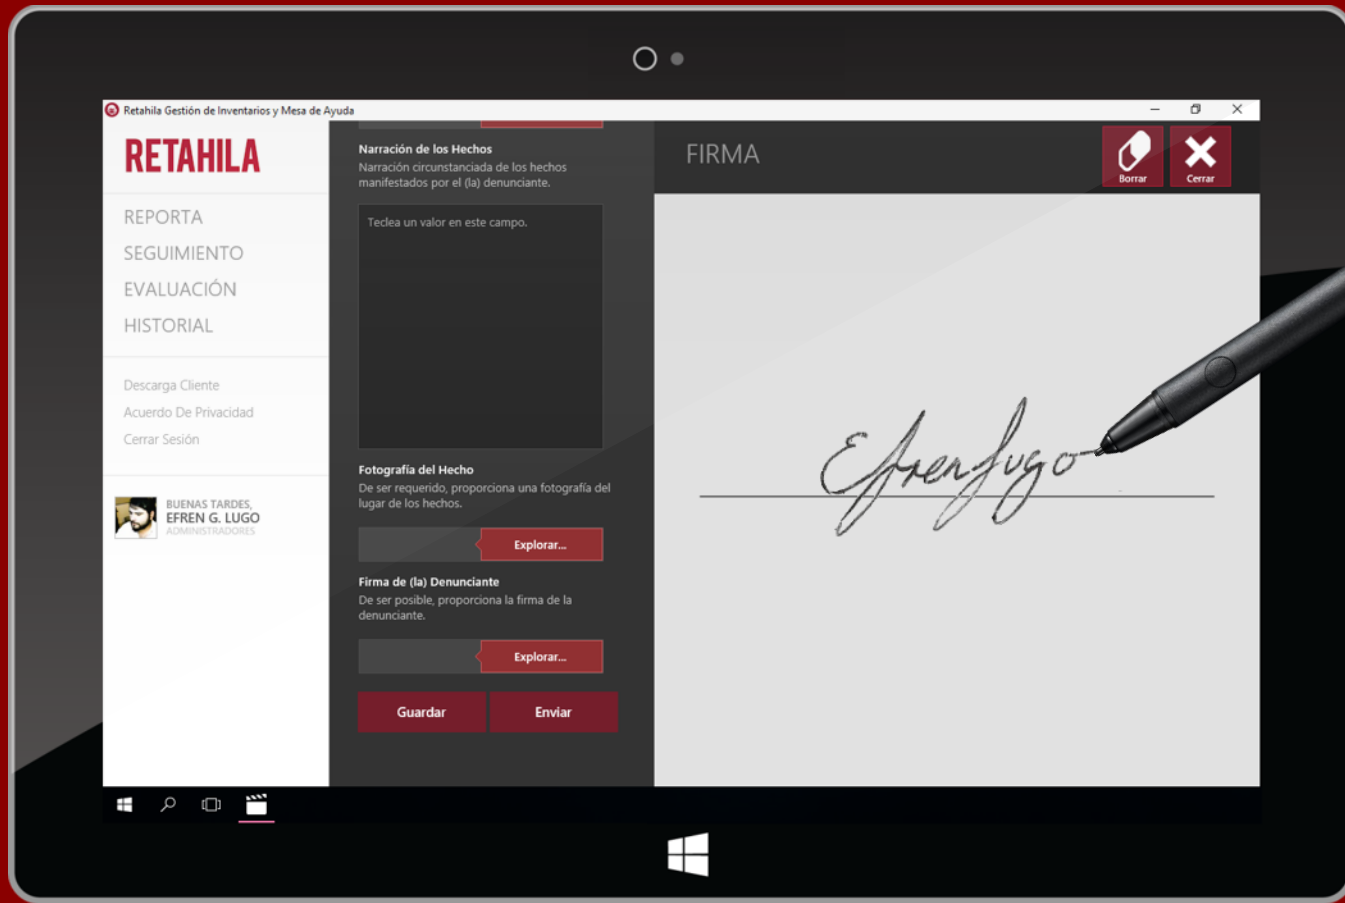 Retahila Gestión de Inventarios y Mesa de Ayuda
RETAHILA
REPORTA
SEGUIMIENTO
EVALUACIÓN
HISTORIAL
Descarga Cliente
Acuerdo De Privacidad
Cerrar Sesión
BUENAS TARDES,
EFREN G. LUGO
ADMINISTRADORES
Narración de los Hechos
Narración circunstanciada de los hechos
manifestados por el (la) denunciante.
Teclea un valor en este campo.
Fotografía del Hecho
De ser requerido, proporciona una fotografía del
lugar de los hechos.
Explorar...
Firma de (la) Denunciante
De ser posible, proporciona la firma de la
denunciante.
Explorar...
Guardar
Enviar
FIRMA
Borrar
Cerrar
Efren Lugo